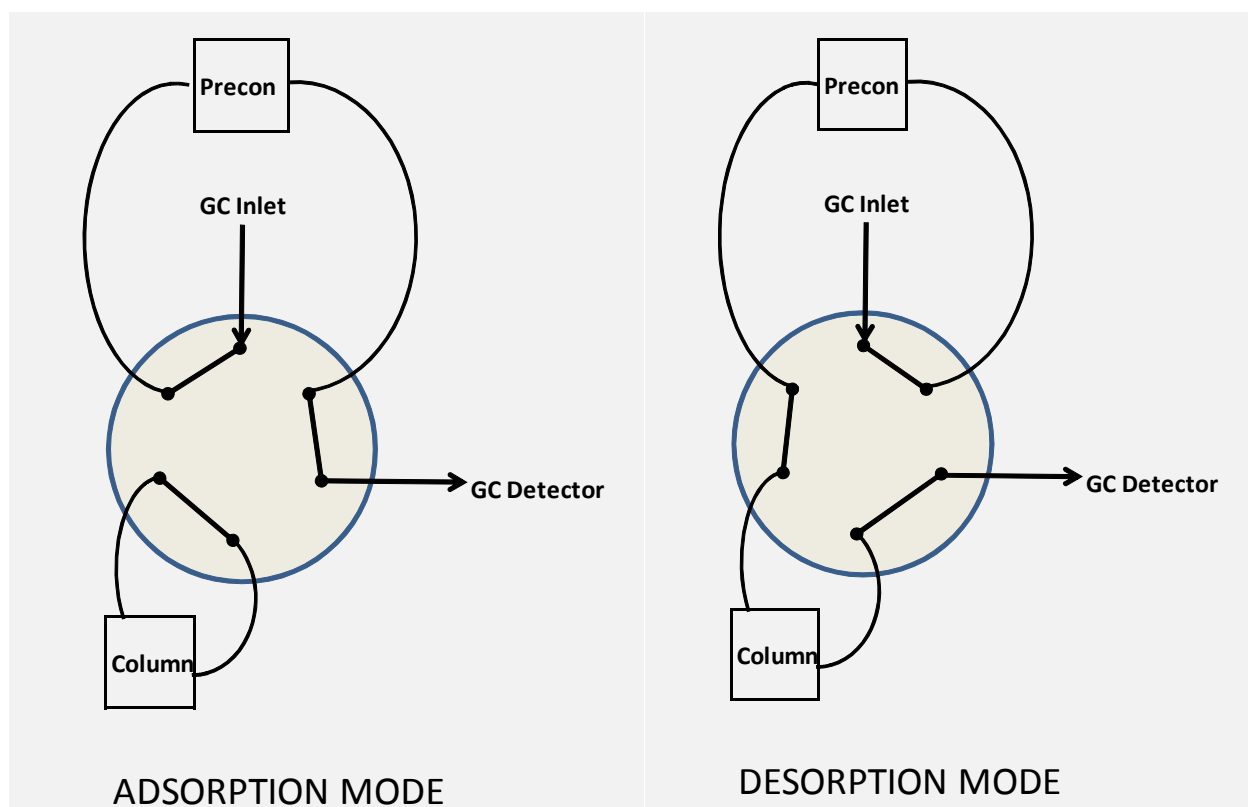 Precon
GC Inlet
GC Detector
Column
ADSORPTION MODE
Precon
GC Inlet
GC Detector
Column
DESORPTION MODE